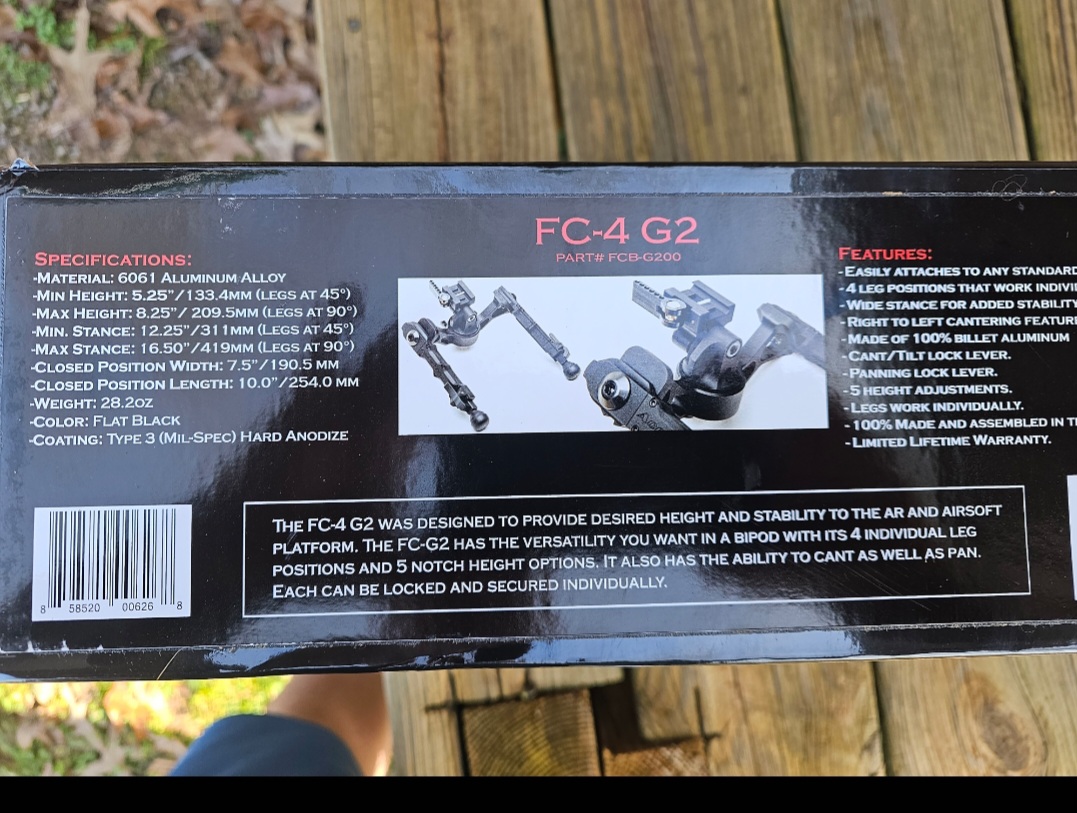 FC-4 G2
PART# FCB-G200
SPECIFICATIONS:
-MATERIAL: 6061 ALUMINUM ALLOY
-MIN HEIGHT: 5.25"/133.4MM (LEGS AT 45°)
-MAX HEIGHT: 8.25"/ 209.5MM (LEGS AT 90°)
-MIN. STANCE: 12.25"/311MM (LEGS AT 45°)
-MAX STANCE: 16.50"/419MM (LEGS AT 90°)
-CLOSED POSITION WIDTH: 7.5"/190.5 MM
-CLOSED POSITION LENGTH: 10.0"/254.0 MM
-WEIGHT: 28.2OZ
-COLOR: FLAT BLACK
-COATING: TYPE 3 (MIL-SPEC) HARD ANODIZE
FEATURES:
-EASILY ATTACHES TO ANY STANDARD
-4 LEG POSITIONS THAT WORK INDIVI
-WIDE STANCE FOR ADDED STABILITY
-RIGHT TO LEFT CANTERING FEATUR
-MADE OF 100% BILLET ALUMINUM
-CANT/TILT LOCK LEVER.
-PANNING LOCK LEVER.
-5 HEIGHT ADJUSTMENTS.
-LEGS WORK INDIVIDUALLY.
-100% MADE AND ASSEMBLED IN T
-LIMITED LIFETIME WARRANTY.
THE FC-4 G2 WAS DESIGNED TO PROVIDE DESIRED HEIGHT AND STABILITY TO THE AR AND AIRSOFT
PLATFORM. THE FC-G2 HAS THE VERSATILITY YOU WANT IN A BIPOD WITH ITS 4 INDIVIDUAL LEG
POSITIONS AND 5 NOTCH HEIGHT OPTIONS. IT ALSO HAS THE ABILITY TO CANT AS WELL AS PAN.
EACH CAN BE LOCKED AND SECURED INDIVIDUALLY.
8 58520 00626 8